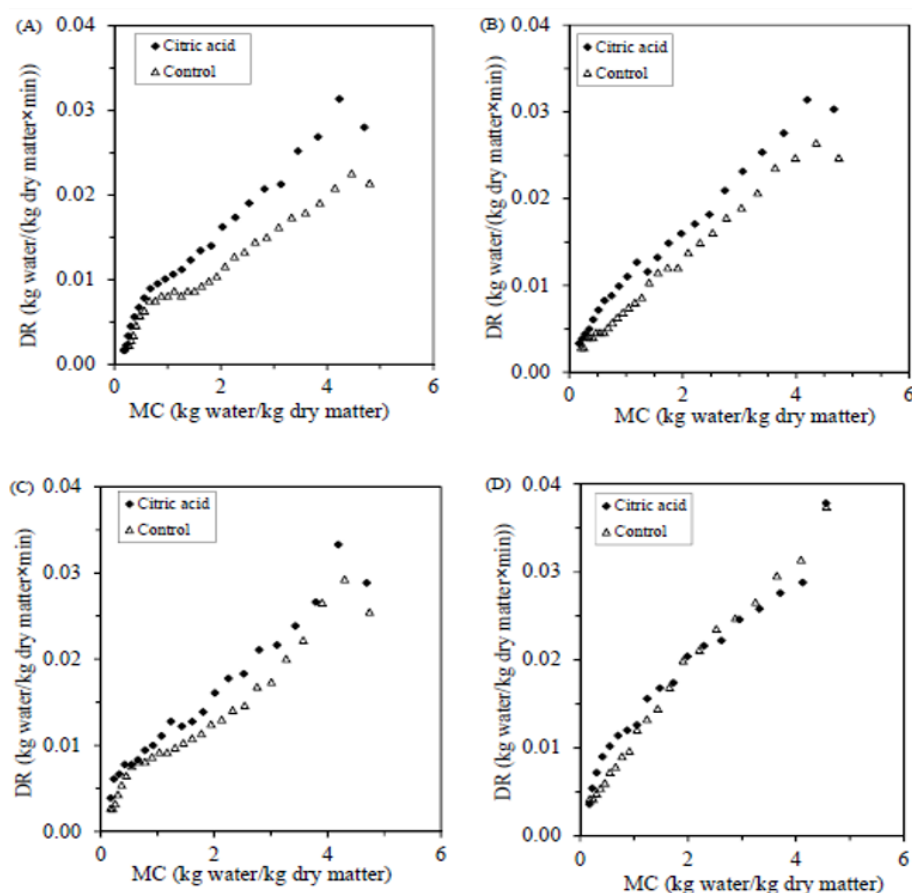 (A)
0.04
0.03
0.02
0.01
0.00
DR (kg water/(kg dry matter×min))
Citric acid
Control
0 2 4 6
MC (kg water/kg dry matter)
(B)
0.04
0.03
0.02
0.01
0.00
DR (kg water/(kg dry matter×min))
Citric acid
Control
0 2 4 6
MC (kg water/kg dry matter)
(C)
0.04
0.03
0.02
0.01
0.00
DR (kg water/kg dry matter×min))
Citric acid
Control
0 2 4 6
MC (kg water/kg dry matter)
(D)
0.04
0.03
0.02
0.01
0.00
DR (kg water/kg dry matter×min))
Citric acid
Control
0 2 4 6
MC (kg water/kg dry matter)